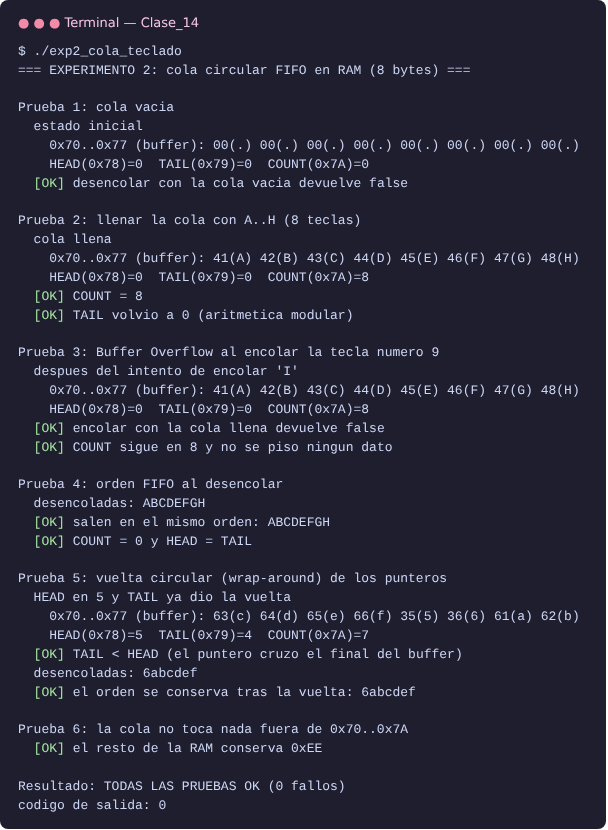 Terminal — Clase_14
$ ./exp2_cola_teclado
=== EXPERIMENTO 2: cola circular FIFO en RAM (8 bytes) ===
Prueba 1: cola vacia
estado inicial
0x70..0x77 (buffer): 00(.) 00(.) 00(.) 00(.) 00(.) 00(.) 00(.) 00(.)
HEAD(0x78)=0  TAIL(0x79)=0  COUNT(0x7A)=0
[OK] desencolar con la cola vacia devuelve false
Prueba 2: llenar la cola con A..H (8 teclas)
cola llena
0x70..0x77 (buffer): 41(A) 42(B) 43(C) 44(D) 45(E) 46(F) 47(G) 48(H)
HEAD(0x78)=0  TAIL(0x79)=0  COUNT(0x7A)=8
[OK] COUNT = 8
[OK] TAIL volvio a 0 (aritmetica modular)
Prueba 3: Buffer Overflow al encolar la tecla numero 9
despues del intento de encolar 'I'
0x70..0x77 (buffer): 41(A) 42(B) 43(C) 44(D) 45(E) 46(F) 47(G) 48(H)
HEAD(0x78)=0  TAIL(0x79)=0  COUNT(0x7A)=8
[OK] encolar con la cola llena devuelve false
[OK] COUNT sigue en 8 y no se piso ningun dato
Prueba 4: orden FIFO al desencolar
desencoladas: ABCDEFGH
[OK] salen en el mismo orden: ABCDEFGH
[OK] COUNT = 0 y HEAD = TAIL
Prueba 5: vuelta circular (wrap-around) de los punteros
HEAD en 5 y TAIL ya dio la vuelta
0x70..0x77 (buffer): 63(c) 64(d) 65(e) 66(f) 35(5) 36(6) 61(a) 62(b)
HEAD(0x78)=5  TAIL(0x79)=4  COUNT(0x7A)=7
[OK] TAIL < HEAD (el puntero cruzo el final del buffer)
desencoladas: 6abcdef
[OK] el orden se conserva tras la vuelta: 6abcdef
Prueba 6: la cola no toca nada fuera de 0x70..0x7A
[OK] el resto de la RAM conserva 0xEE
Resultado: TODAS LAS PRUEBAS OK (0 fallos)
codigo de salida: 0